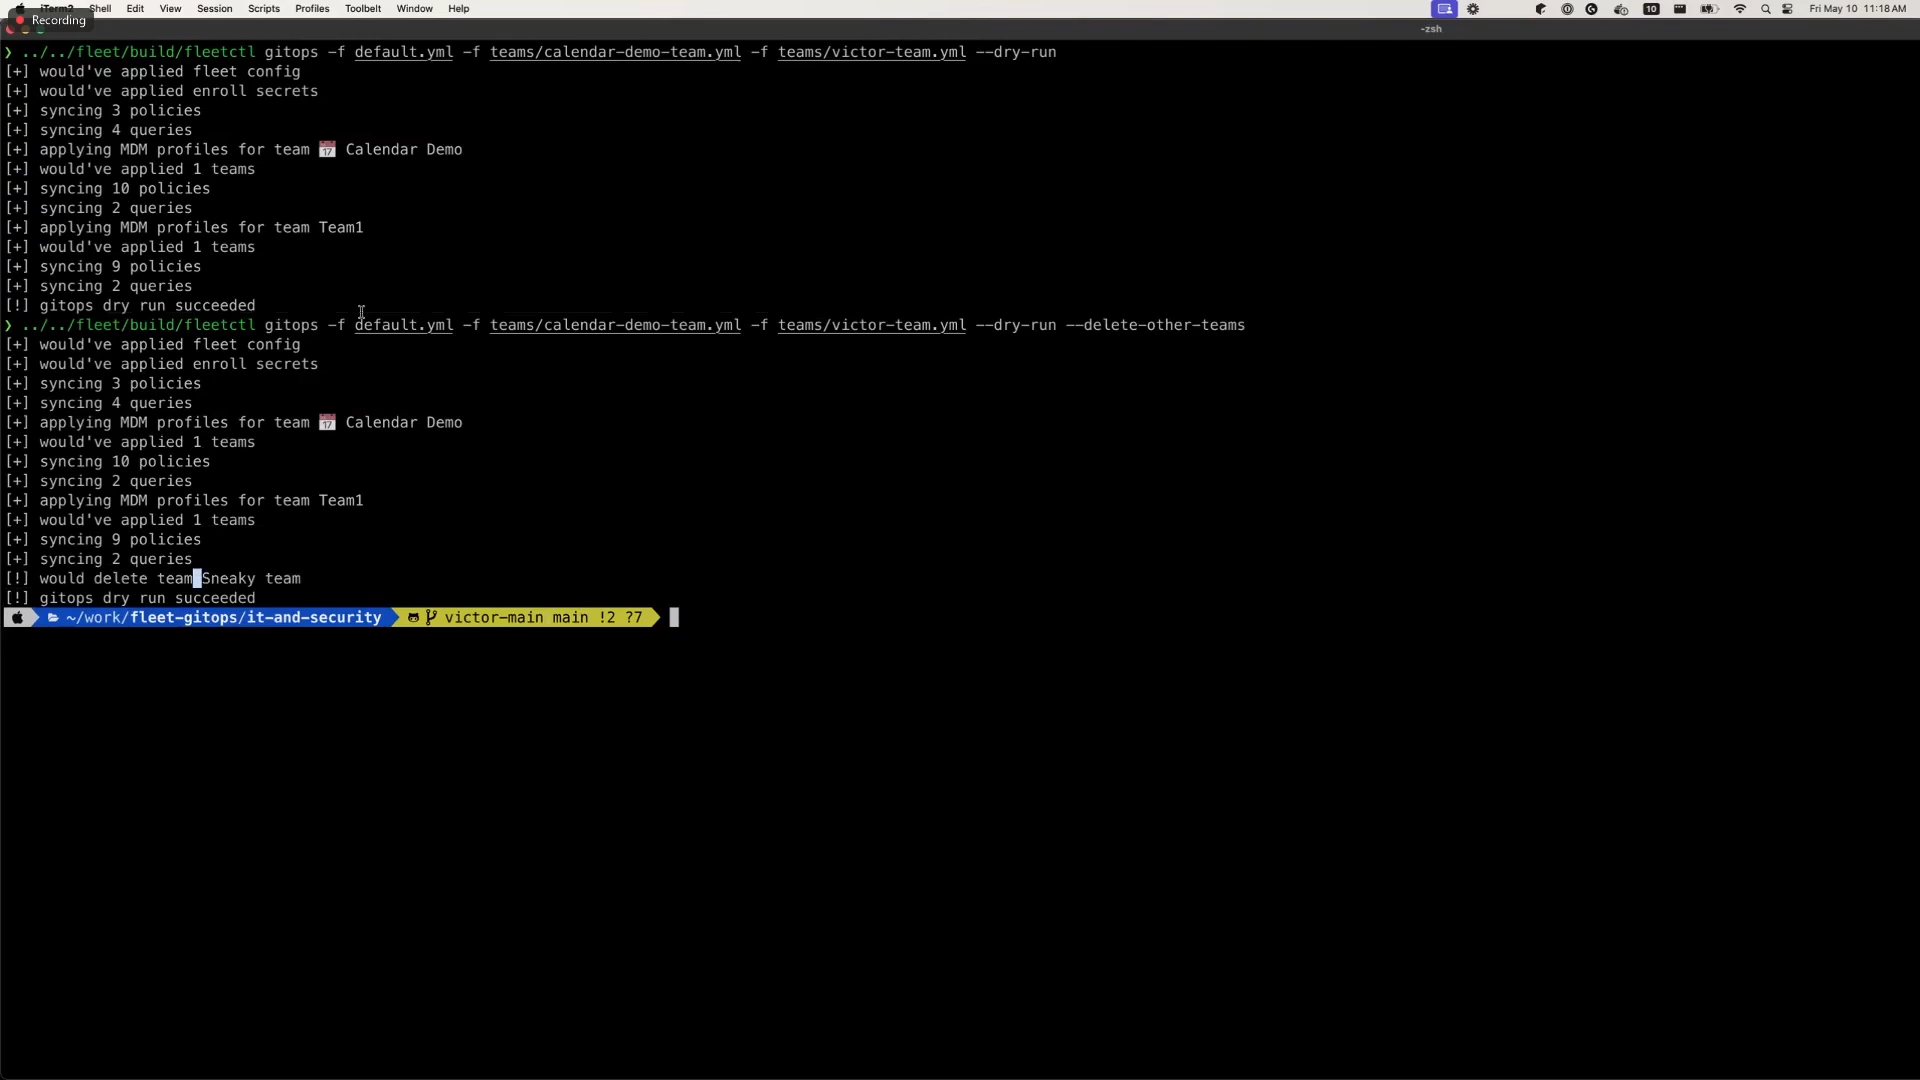 iTerm2 Shell Edit View Session Scripts Profiles Toolbelt Window Help 10 Fri May 10 11:18 AM
Recording
-zsh
❯ ../../fleet/build/fleetctl gitops -f default.yml -f teams/calendar-demo-team.yml -f teams/victor-team.yml --dry-run
[+] would've applied fleet config
[+] would've applied enroll secrets
[+] syncing 3 policies
[+] syncing 4 queries
[+] applying MDM profiles for team 📅 Calendar Demo
[+] would've applied 1 teams
[+] syncing 10 policies
[+] syncing 2 queries
[+] applying MDM profiles for team Team1
[+] would've applied 1 teams
[+] syncing 9 policies
[+] syncing 2 queries
[!] gitops dry run succeeded
❯ ../../fleet/build/fleetctl gitops -f default.yml -f teams/calendar-demo-team.yml -f teams/victor-team.yml --dry-run --delete-other-teams
[+] would've applied fleet config
[+] would've applied enroll secrets
[+] syncing 3 policies
[+] syncing 4 queries
[+] applying MDM profiles for team 📅 Calendar Demo
[+] would've applied 1 teams
[+] syncing 10 policies
[+] syncing 2 queries
[+] applying MDM profiles for team Team1
[+] would've applied 1 teams
[+] syncing 9 policies
[+] syncing 2 queries
[!] would delete team Sneaky team
[!] gitops dry run succeeded
~/work/fleet-gitops/it-and-security victor-main main !2 ?7